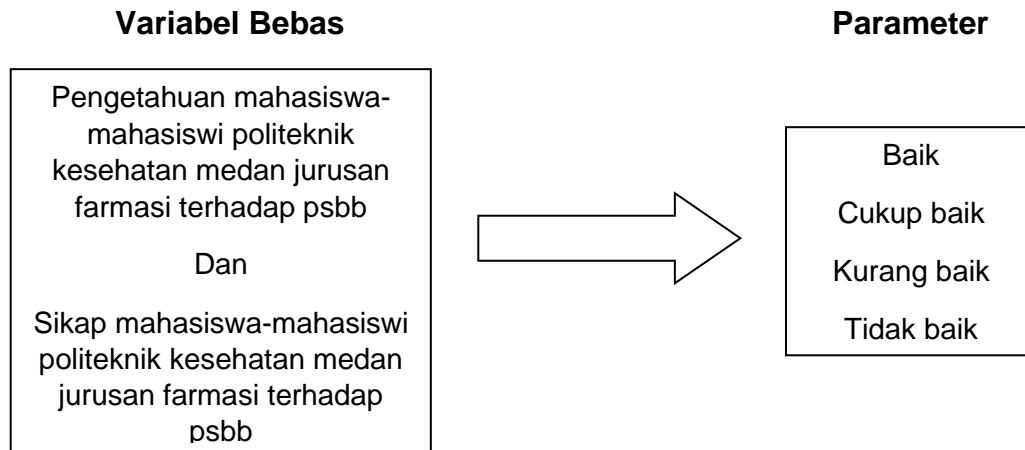 Variabel Bebas
Parameter
Pengetahuan mahasiswa-
mahasiswi politeknik
kesehatan medan jurusan
farmasi terhadap psbb
Dan
Sikap mahasiswa-mahasiswi
politeknik kesehatan medan
jurusan farmasi terhadap
psbb
Baik
Cukup baik
Kurang baik
Tidak baik